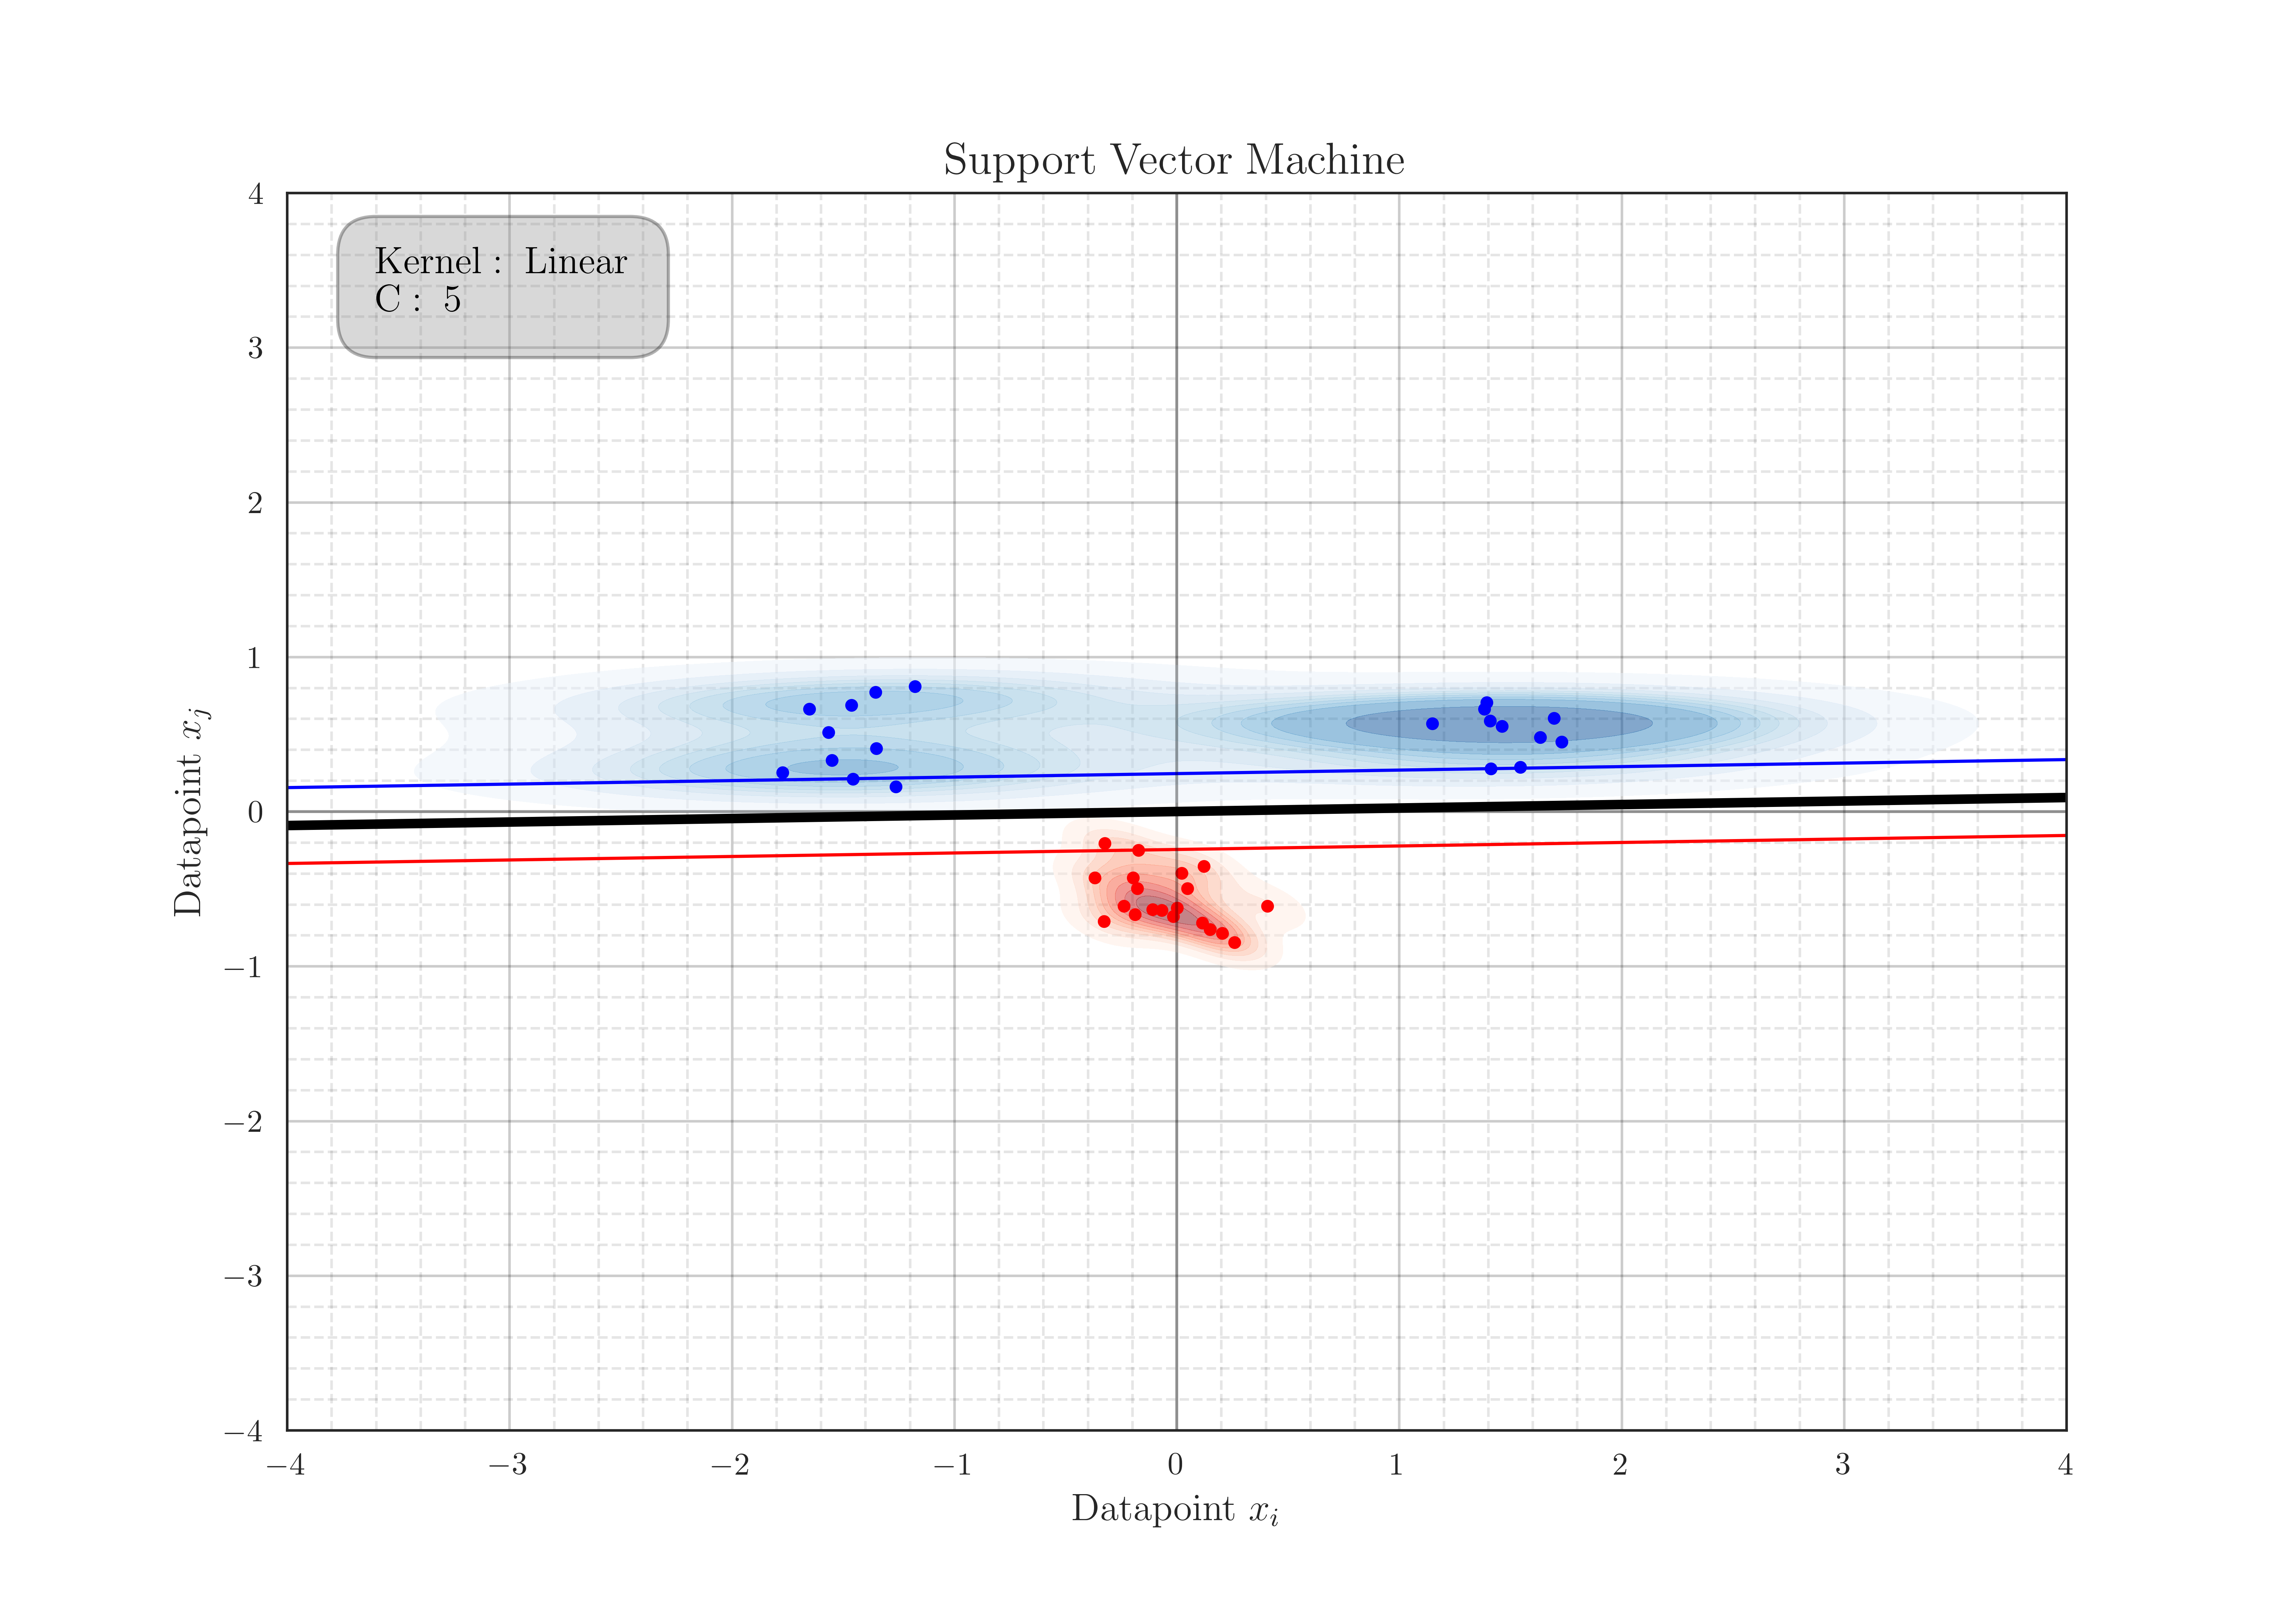 Support Vector Machine
Kernel : Linear
C : 5
4
3
2
1
0
−1
−2
−3
−4
Datapoint x_j
−4 −3 −2 −1 0 1 2 3 4
Datapoint x_i